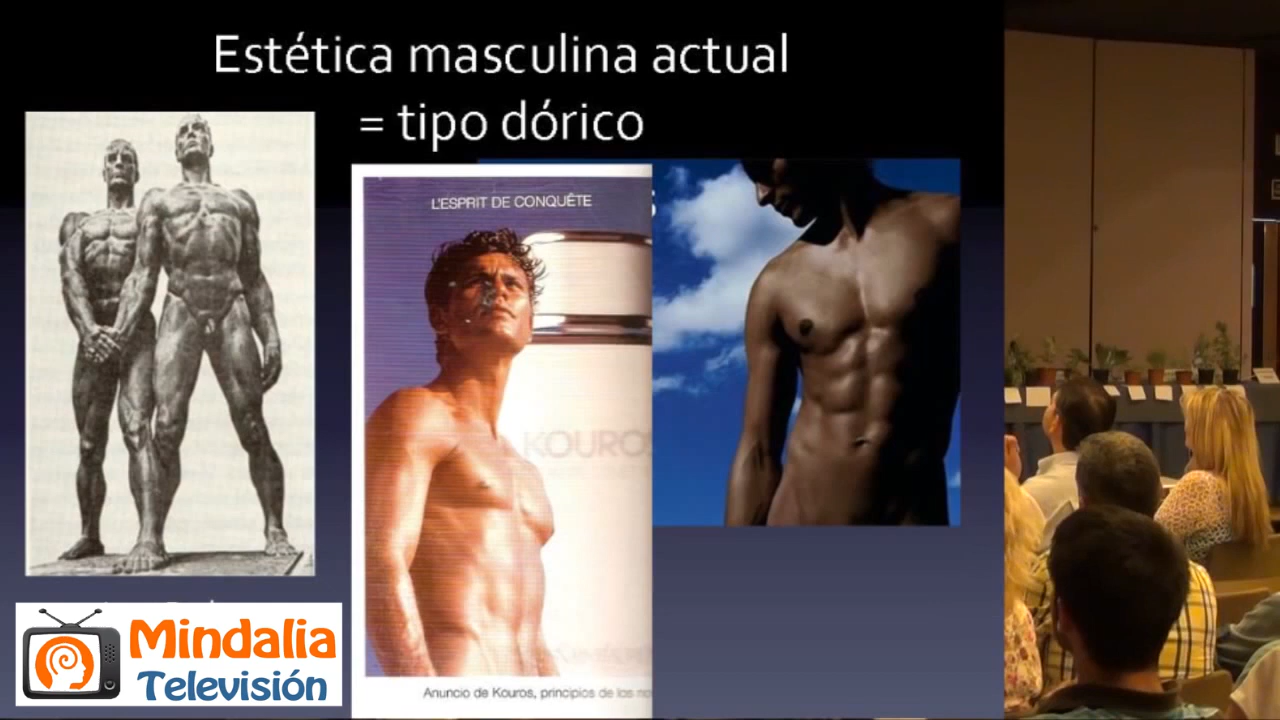 Estética masculina actual
= tipo dórico
L'ESPRIT DE CONQUÊTE
KOUROS
Anuncio de Kouros, principios de los
Mindalia
Televisión